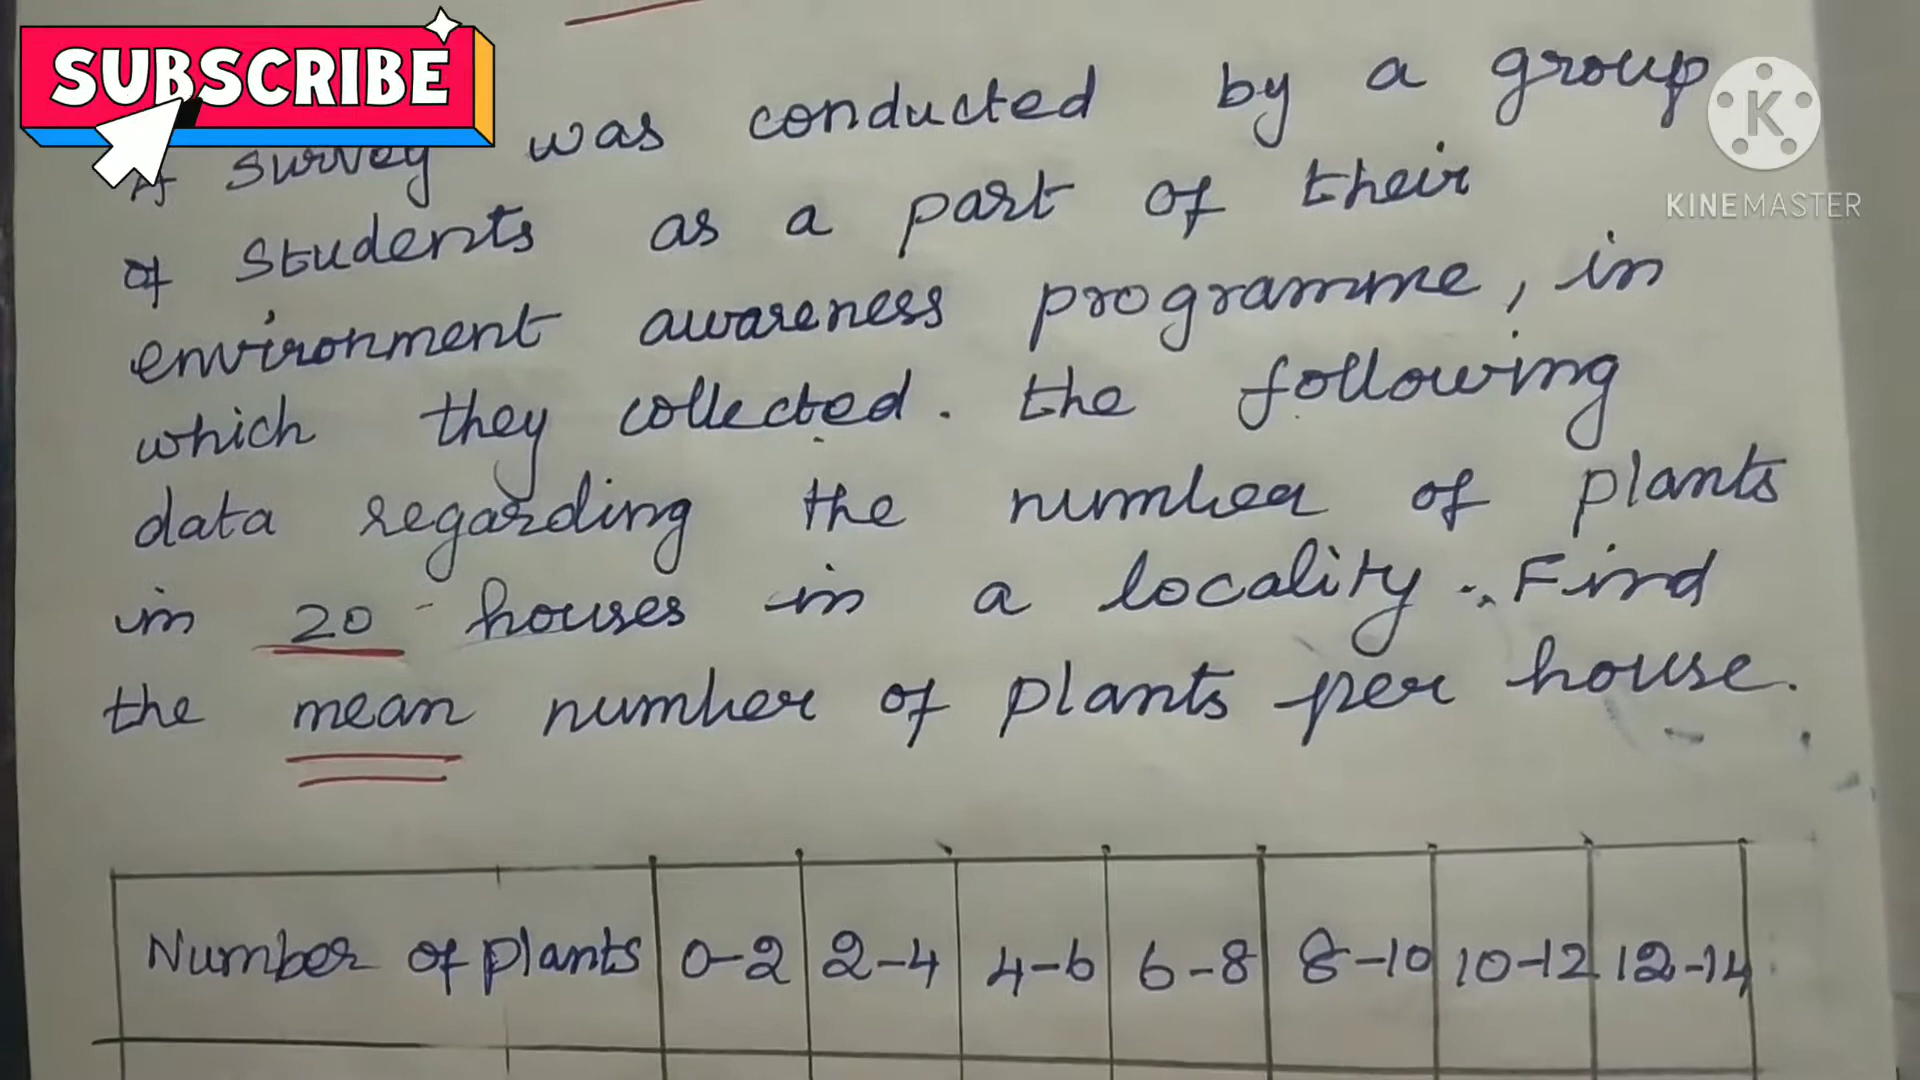 SUBSCRIBE
A survey was conducted by a group
of students as a part of their
environment awareness programme, in
which they collected. the following
data regarding the number of plants
in 20 houses in a locality. Find
the mean number of plants per house.
Number of plants 0-2 2-4 4-6 6-8 8-10 10-12 12-14
K
KINEMASTER